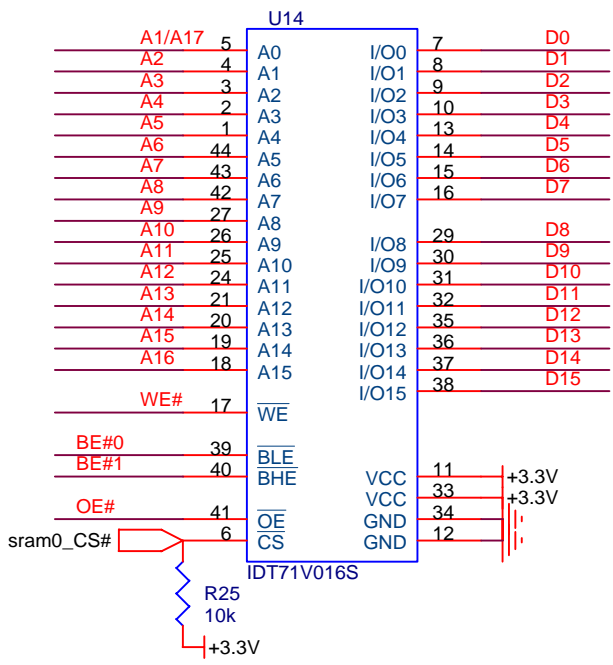 U14
A1/A17 5 A0 I/O0 7 D0
A2 4 A1 I/O1 8 D1
A3 3 A2 I/O2 9 D2
A4 2 A3 I/O3 10 D3
A5 1 A4 I/O4 13 D4
A6 44 A5 I/O5 14 D5
A7 43 A6 I/O6 15 D6
A8 42 A7 I/O7 16 D7
A9 27 A8
A10 26 A9 I/O8 29 D8
A11 25 A10 I/O9 30 D9
A12 24 A11 I/O10 31 D10
A13 21 A12 I/O11 32 D11
A14 20 A13 I/O12 35 D12
A15 19 A14 I/O13 36 D13
A16 18 A15 I/O14 37 D14
I/O15 38 D15
WE# 17 WE
BE#0 39 BLE
BE#1 40 BHE VCC 11 +3.3V
VCC 33 +3.3V
OE# 41 OE GND 34
sram0_CS# 6 CS GND 12
IDT71V016S
R25
10k
+3.3V